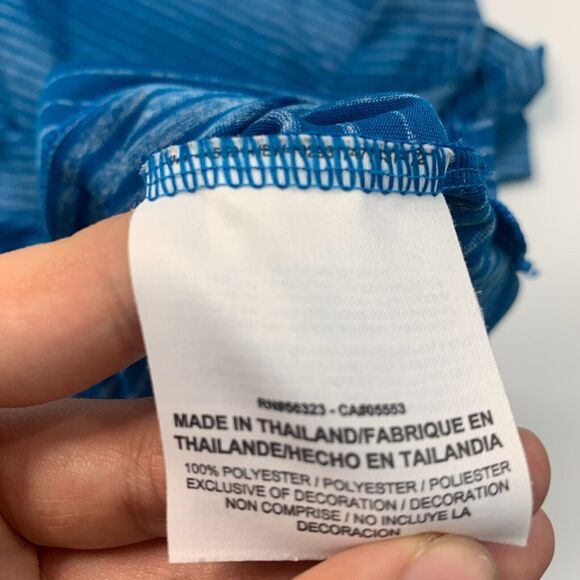 RN#56323 - CA#05553
MADE IN THAILAND/FABRIQUE EN
THAILANDE/HECHO EN TAILANDIA
100% POLYESTER / POLYESTER / POLIESTER
EXCLUSIVE OF DECORATION / DECORATION
NON COMPRISE / NO INCLUYE LA
DECORACION